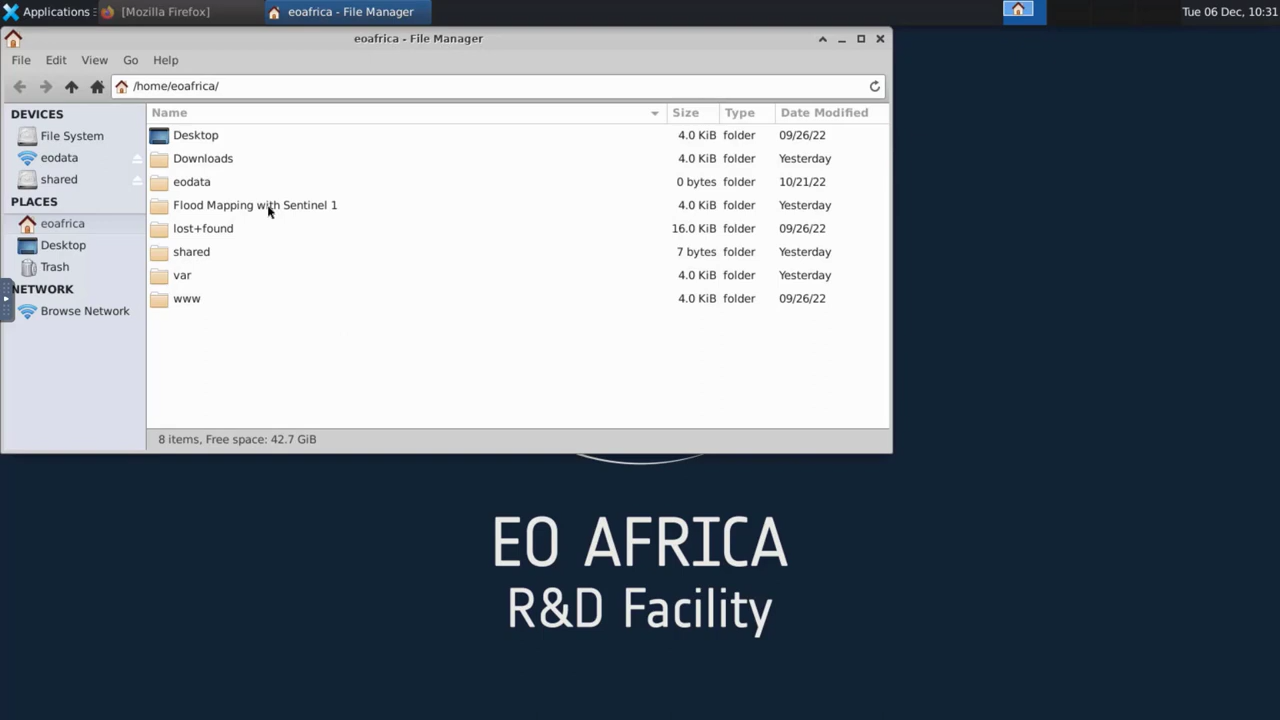 Applications [Mozilla Firefox] eoafrica - File Manager Tue 06 Dec, 10:31
eoafrica - File Manager
File Edit View Go Help
/home/eoafrica/
DEVICES
File System
eodata
shared
PLACES
eoafrica
Desktop
Trash
NETWORK
Browse Network
Name Size Type Date Modified
Desktop 4.0 KiB folder 09/26/22
Downloads 4.0 KiB folder Yesterday
eodata 0 bytes folder 10/21/22
Flood Mapping with Sentinel 1 4.0 KiB folder Yesterday
lost+found 16.0 KiB folder 09/26/22
shared 7 bytes folder Yesterday
var 4.0 KiB folder Yesterday
www 4.0 KiB folder 09/26/22
8 items, Free space: 42.7 GiB
EO AFRICA
R&D Facility